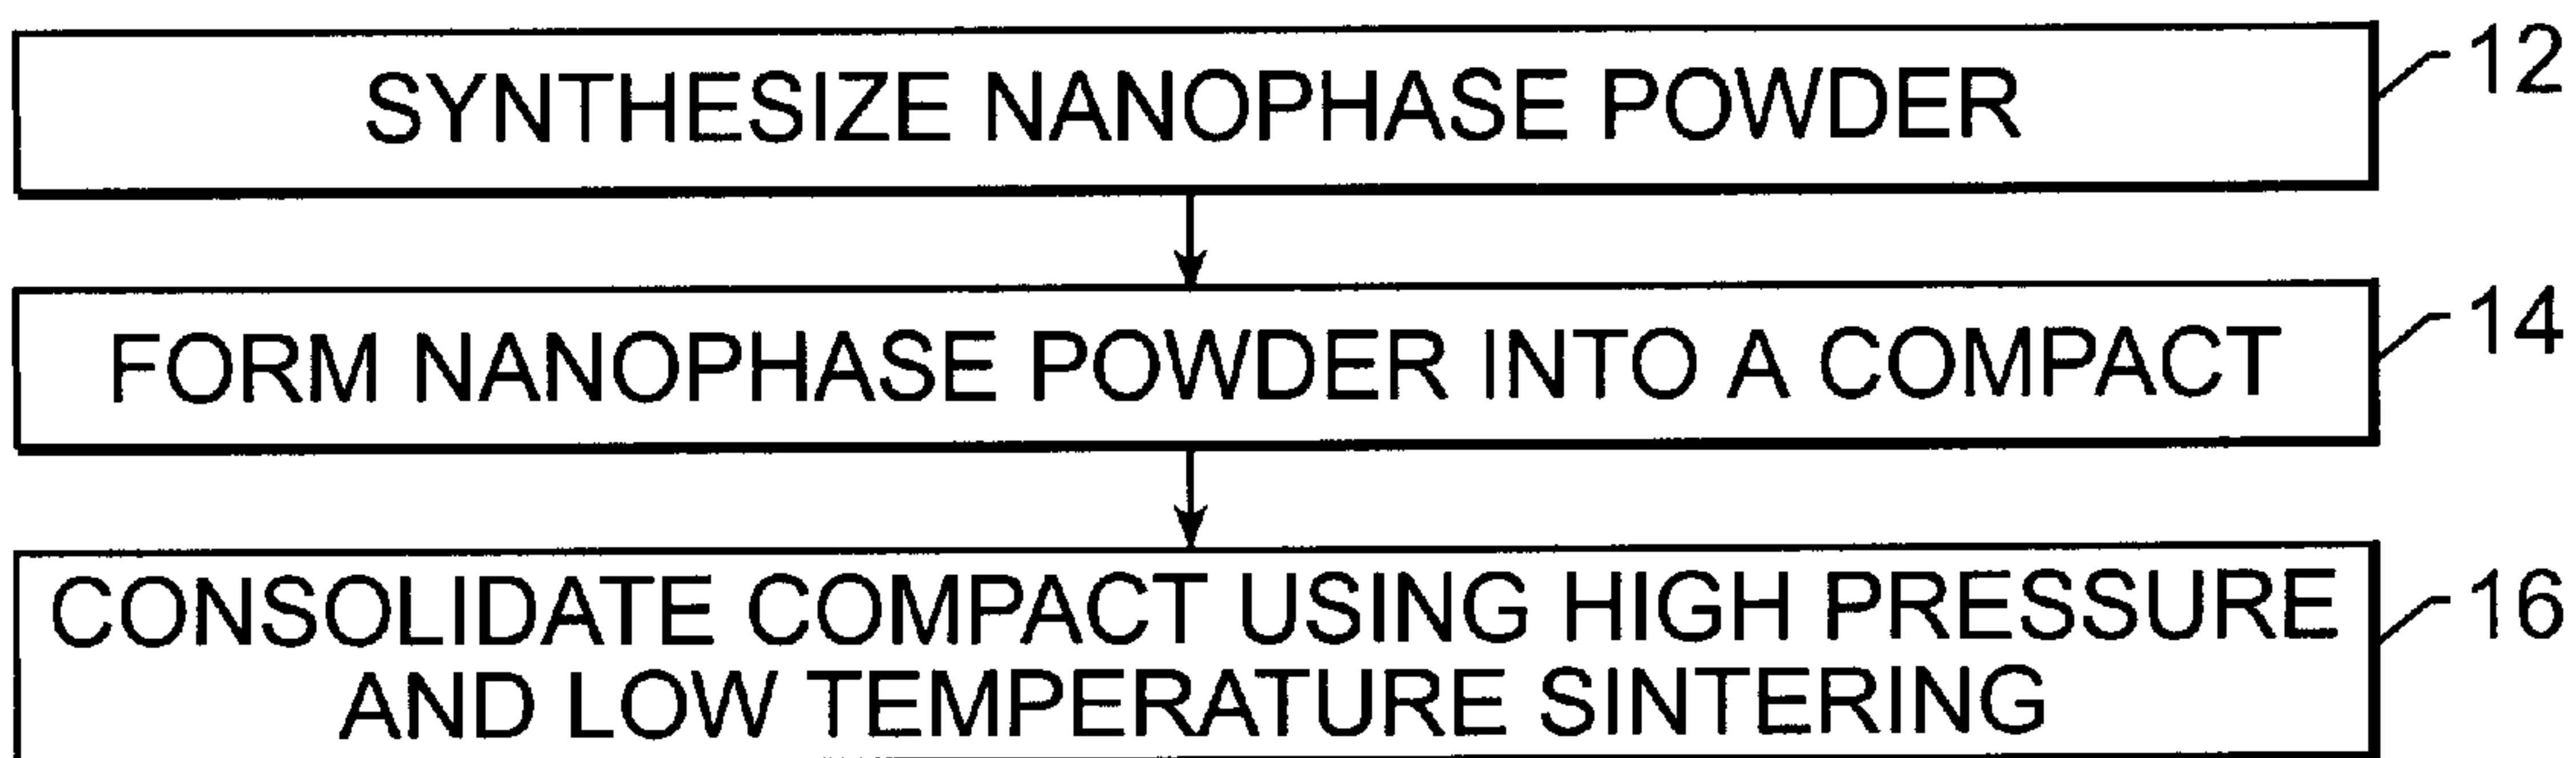 SYNTHESIZE NANOPHASE POWDER
12
FORM NANOPHASE POWDER INTO A COMPACT
14
CONSOLIDATE COMPACT USING HIGH PRESSURE
AND LOW TEMPERATURE SINTERING
16